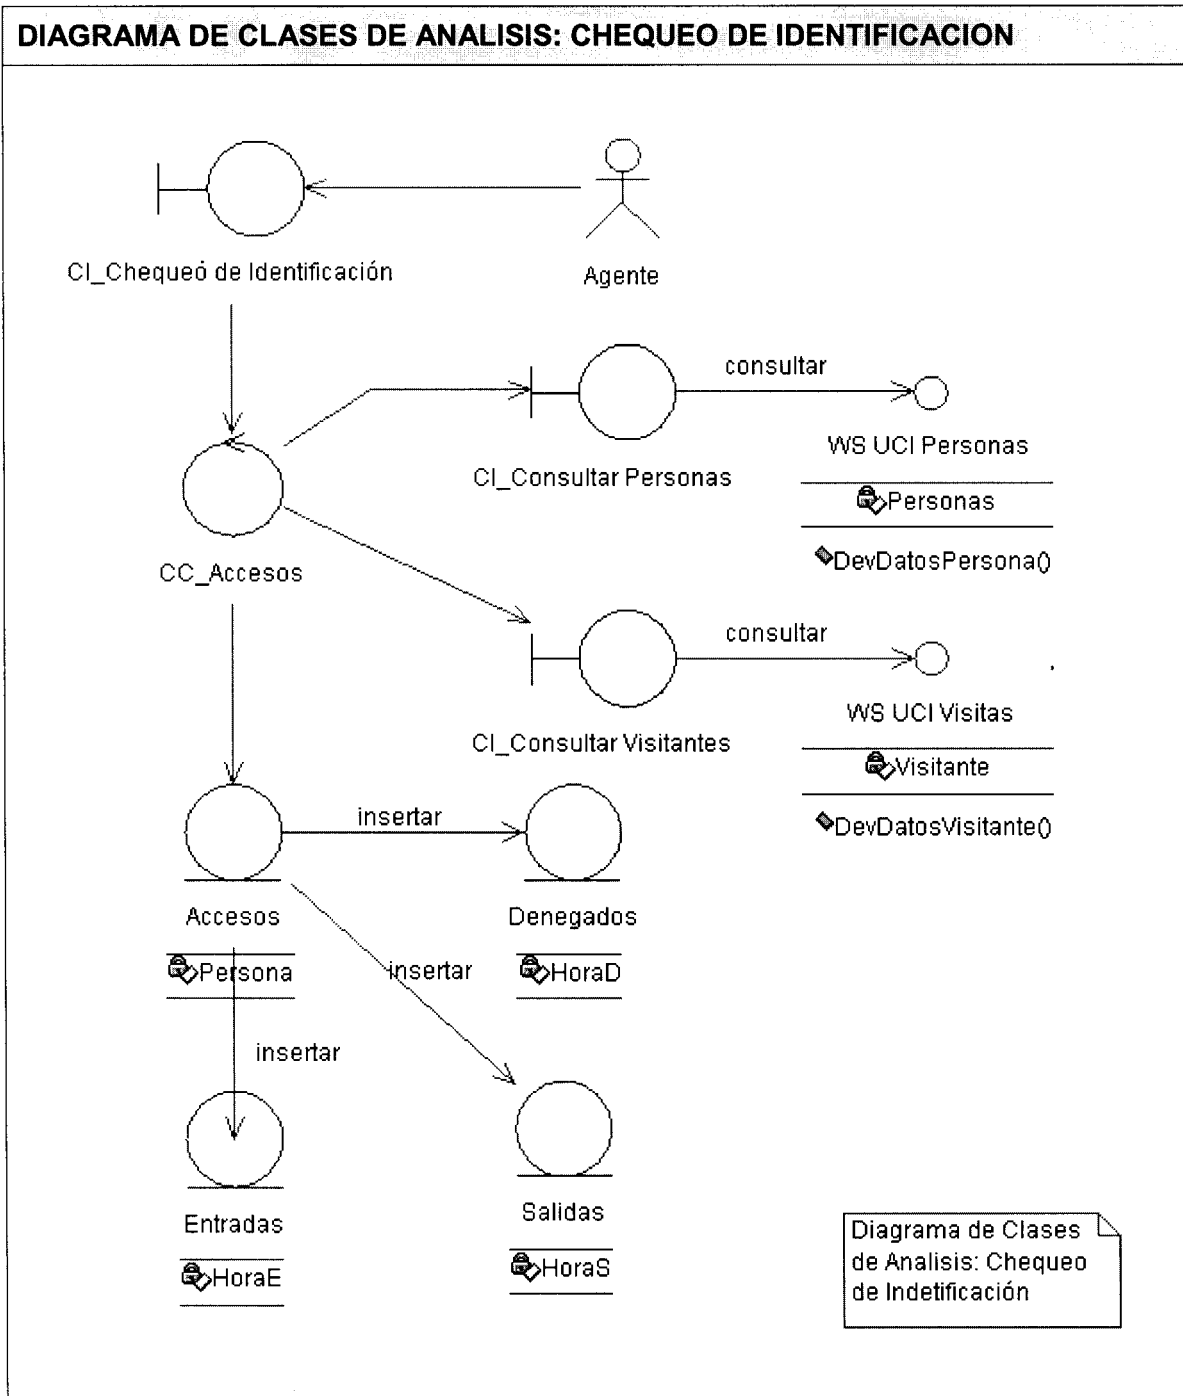 DIAGRAMA DE CLASES DE ANALISIS: CHEQUEO DE IDENTIFICACION
CI_Chequeó de Identificación
Agente
consultar
WS UCI Personas
CI_Consultar Personas
Personas
DevDatosPersona()
CC_Accesos
consultar
WS UCI Visitas
CI_Consultar Visitantes
Visitante
DevDatosVisitante()
insertar
Accesos
Denegados
Persona
insertar
HoraD
insertar
Entradas
Salidas
HoraE
HoraS
Diagrama de Clases
de Analisis: Chequeo
de Indetificación